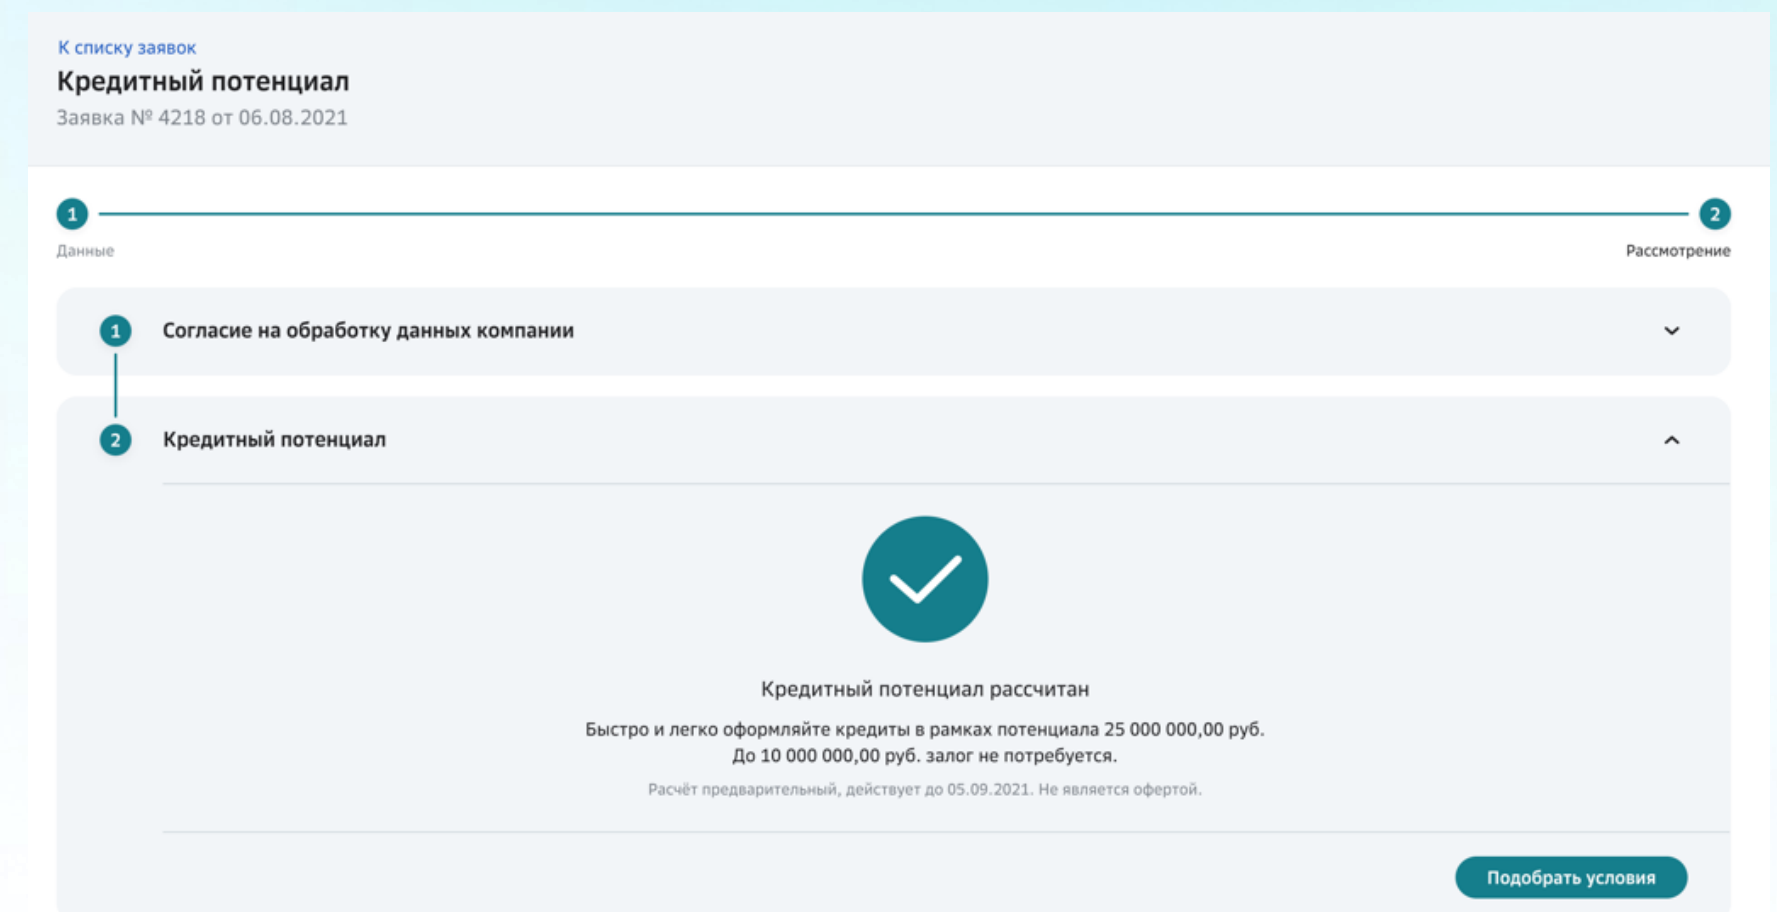 К списку заявок
Кредитный потенциал
Заявка № 4218 от 06.08.2021
1
2
Данные
Рассмотрение
1
Согласие на обработку данных компании
2
Кредитный потенциал
Кредитный потенциал рассчитан
Быстро и легко оформляйте кредиты в рамках потенциала 25 000 000,00 руб.
До 10 000 000,00 руб. залог не потребуется.
Расчёт предварительный, действует до 05.09.2021. Не является офертой.
Подобрать условия